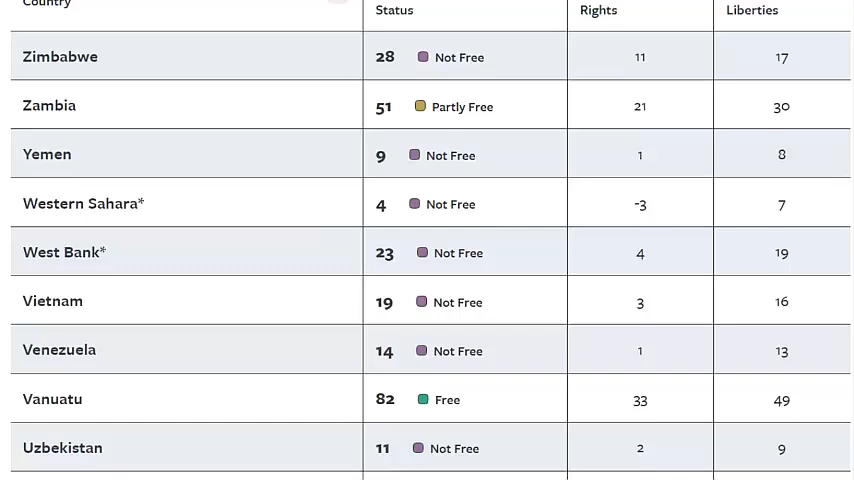 Country Status Rights Liberties
Zimbabwe 28 Not Free 11 17
Zambia 51 Partly Free 21 30
Yemen 9 Not Free 1 8
Western Sahara* 4 Not Free -3 7
West Bank* 23 Not Free 4 19
Vietnam 19 Not Free 3 16
Venezuela 14 Not Free 1 13
Vanuatu 82 Free 33 49
Uzbekistan 11 Not Free 2 9